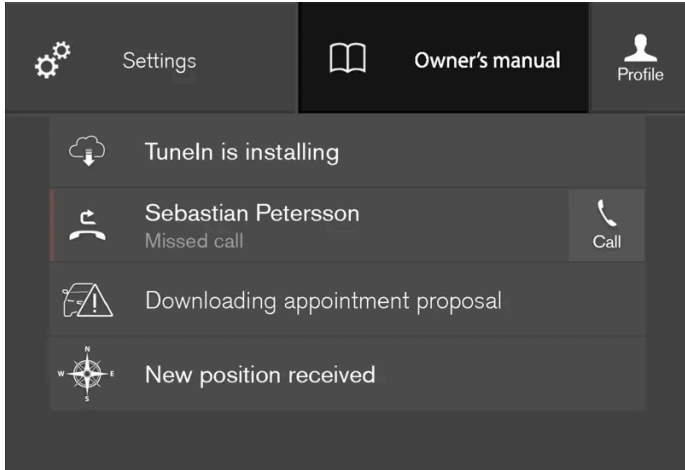 Settings
Owner's manual
Profile
TuneIn is installing
Sebastian Petersson
Missed call
Call
Downloading appointment proposal
N
W E
S
New position received